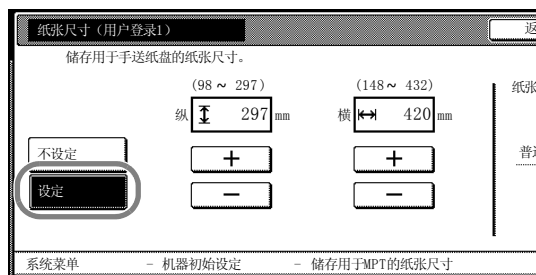 纸张尺寸（用户登录1）
储存用于手送纸盘的纸张尺寸。
(98～ 297)
(148～ 432)
纸张
纵 297 mm
横 420 mm
不设定
+
+
设定
－
－
系统菜单 － 机器初始设定 － 储存用于MPT的纸张尺寸